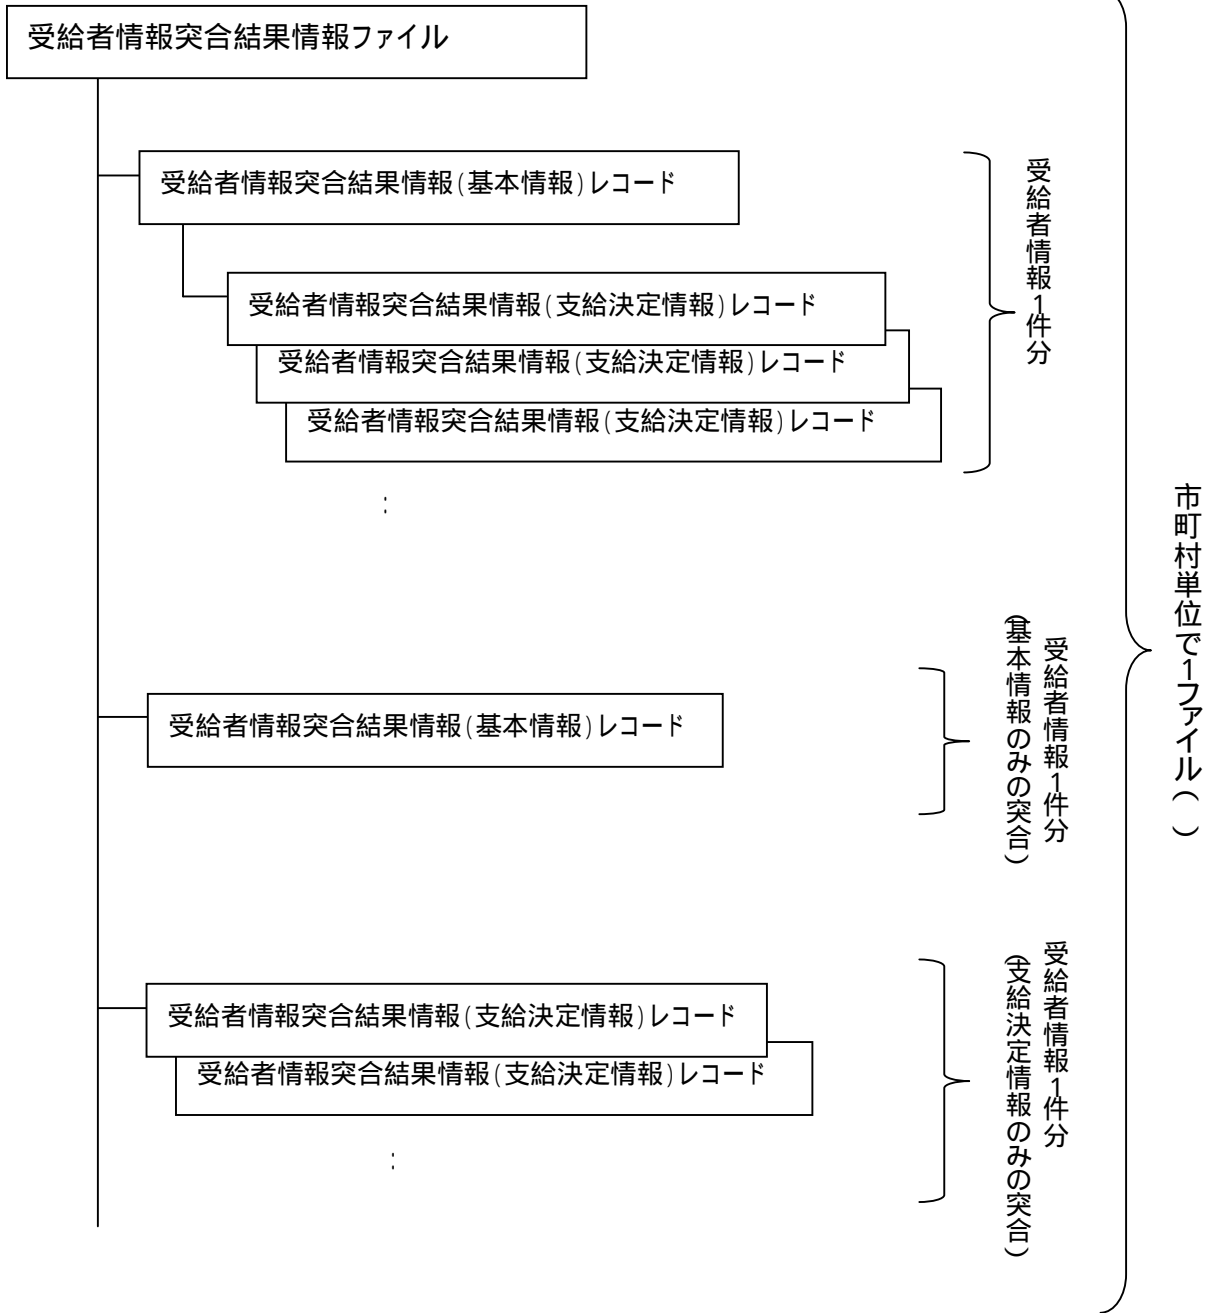 受給者情報突合結果情報ファイル
受給者情報突合結果情報(基本情報)レコード
受給者情報突合結果情報(支給決定情報)レコード
受給者情報突合結果情報(支給決定情報)レコード
受給者情報突合結果情報(支給決定情報)レコード
:
受給者情報1件分
受給者情報突合結果情報(基本情報)レコード
受給者情報1件分
(基本情報のみの突合)
受給者情報突合結果情報(支給決定情報)レコード
受給者情報突合結果情報(支給決定情報)レコード
:
受給者情報1件分
(支給決定情報のみの突合)
市町村単位で1ファイル( )